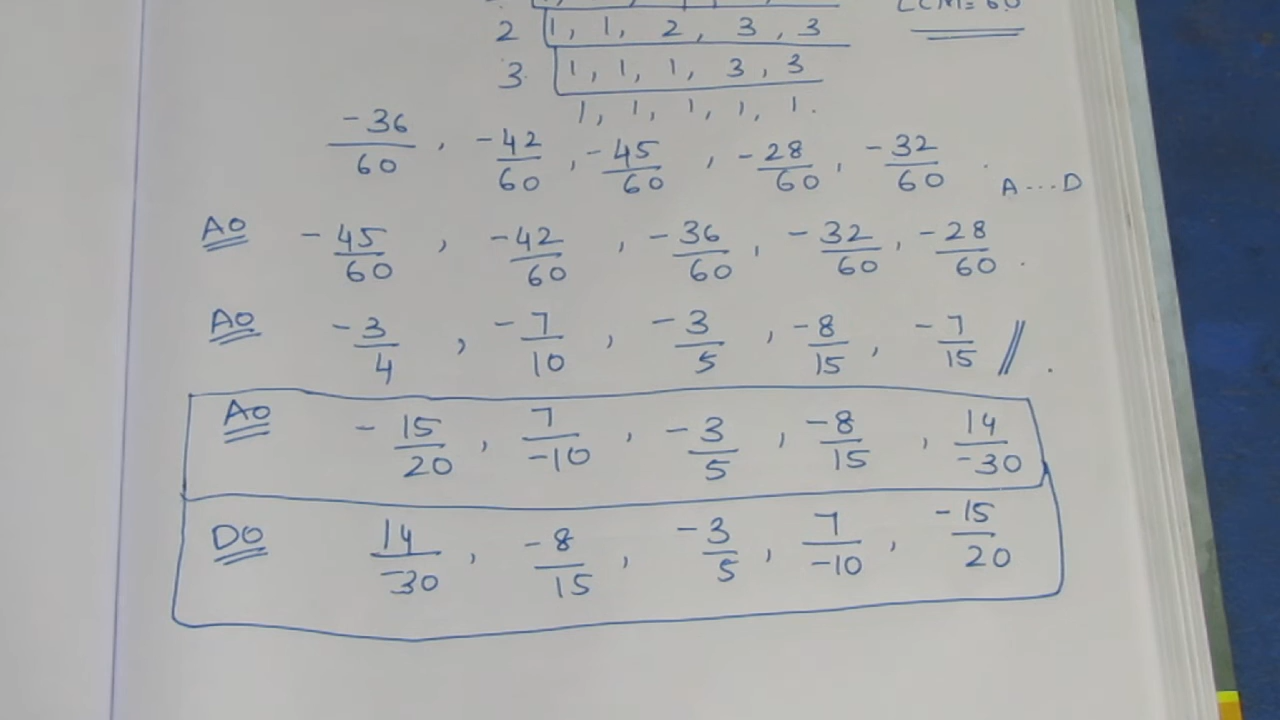 LCM=60
2 | 1, 1, 2, 3, 3
3 | 1, 1, 1, 3, 3
1, 1, 1, 1, 1.
-36/60, -42/60, -45/60, -28/60, -32/60.
A...D
AO -45/60, -42/60, -36/60, -32/60, -28/60.
AO -3/4, -7/10, -3/5, -8/15, -7/15 //.
AO -15/20, 7/-10, -3/5, -8/15, 14/-30
DO 14/-30, -8/15, -3/5, 7/-10, -15/20